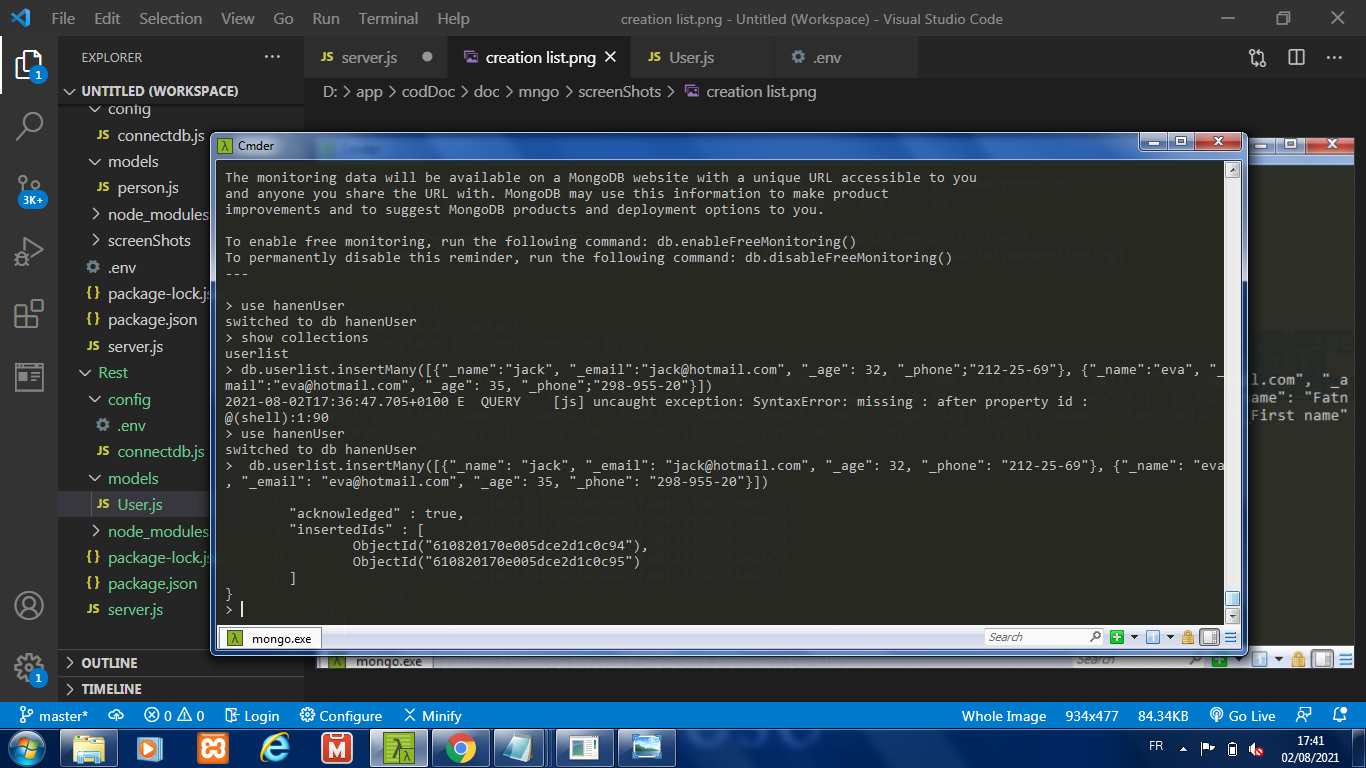 File Edit Selection View Go Run Terminal Help
creation list.png - Untitled (Workspace) - Visual Studio Code
EXPLORER
JS server.js
creation list.png
JS User.js
.env
1
UNTITLED (WORKSPACE)
D: > app > codDoc > doc > mngo > screenShots > creation list.png
config
JS connectdb.js
models
JS person.js
node_modules
screenShots
.env
{} package-lock.js
{} package.json
JS server.js
Rest
config
.env
JS connectdb.js
models
JS User.js
node_modules
{} package-lock.js
{} package.json
JS server.js
3K+
1
OUTLINE
TIMELINE
λ Cmder
The monitoring data will be available on a MongoDB website with a unique URL accessible to you
and anyone you share the URL with. MongoDB may use this information to make product
improvements and to suggest MongoDB products and deployment options to you.
To enable free monitoring, run the following command: db.enableFreeMonitoring()
To permanently disable this reminder, run the following command: db.disableFreeMonitoring()
---
> use hanenUser
switched to db hanenUser
> show collections
userlist
> db.userlist.insertMany([{"_name":"jack", "_email":"jack@hotmail.com", "_age": 32, "_phone";"212-25-69"}, {"_name":"eva", "_
mail":"eva@hotmail.com", "_age": 35, "_phone";"298-955-20"}])
2021-08-02T17:36:47.705+0100 E  QUERY    [js] uncaught exception: SyntaxError: missing : after property id :
@(shell):1:90
> use hanenUser
switched to db hanenUser
>  db.userlist.insertMany([{"_name": "jack", "_email": "jack@hotmail.com", "_age": 32, "_phone": "212-25-69"}, {"_name": "eva
, "_email": "eva@hotmail.com", "_age": 35, "_phone": "298-955-20"}])
"acknowledged" : true,
"insertedIds" : [
ObjectId("610820170e005dce2d1c0c94"),
ObjectId("610820170e005dce2d1c0c95")
]
}
>
l.com", "_a
ame": "Fatn
_First name"
λ mongo.exe
Search
mongo.exe
Search
master* 0 0 Login Configure Minify
Whole Image 934x477 84.34KB Go Live
FR
17:41
02/08/2021